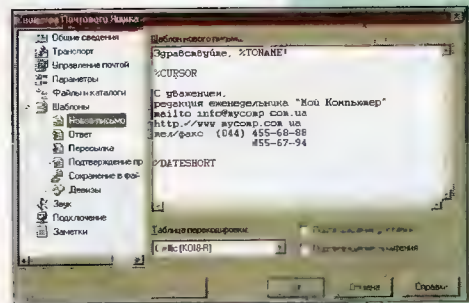 Свойства Почтового Ящика
Общие сведения
Транспорт
Управление почтой
Параметры
Файлы и каталоги
Шаблоны
Новое письмо
Ответ
Пересылка
Подтверждение пр
Сохранение в фай
Девизы
Звук
Подключение
Заметки
Шаблон нового письма.
Здравствуйте, %TONAME!
%CURSOR
С уважением,
редакция еженедельника "Мой Компьютер"
mailto info@mycomp com.ua
http.//www mycomp.com ua
тел/факс (044) 455-68-88
455-67-94
%DATESHORT
Таблица перекодировки:
(KOI8-R)
Отмена
Справка